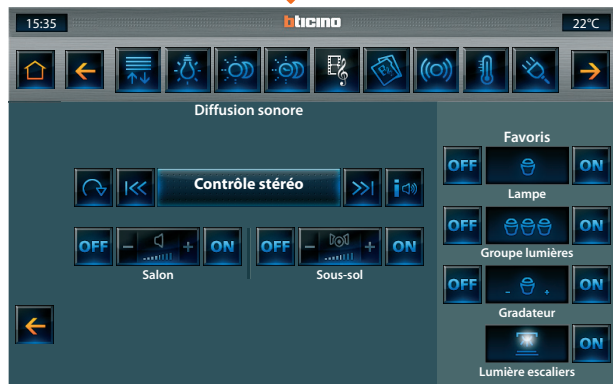 15:35
bticino
22°C
Diffusion sonore
Favoris
OFF
ON
Lampe
Contrôle stéréo
i
OFF
ON
Groupe lumières
OFF
- +
ON
OFF
- +
ON
Salon
Sous-sol
OFF
- +
ON
Gradateur
ON
Lumière escaliers